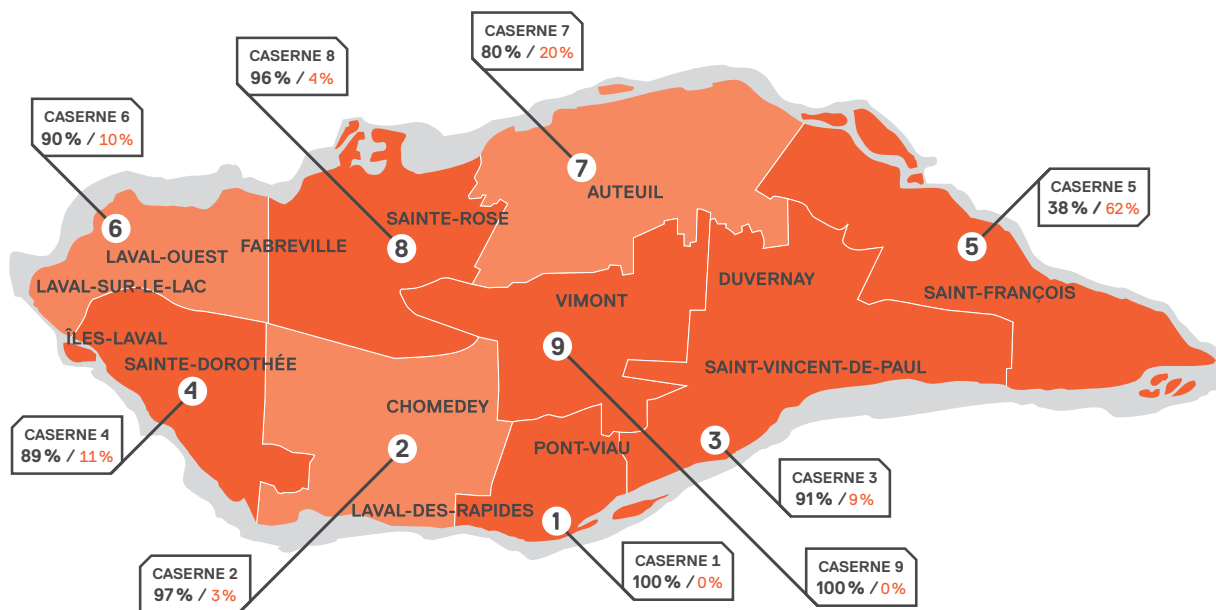 CASERNE 7
80 % / 20 %
CASERNE 8
96 % / 4 %
CASERNE 6
90 % / 10 %
CASERNE 5
38 % / 62 %
7
AUTEUIL
6
LAVAL-OUEST
SAINTE-ROSE
FABREVILLE
8
5
LAVAL-SUR-LE-LAC
DUVERNAY
SAINT-FRANÇOIS
VIMONT
ÎLES-LAVAL
SAINTE-DOROTHÉE
9
SAINT-VINCENT-DE-PAUL
4
CHOMEDEY
CASERNE 4
89 % / 11 %
2
PONT-VIAU
3
LAVAL-DES-RAPIDES
1
CASERNE 3
91 % / 9 %
CASERNE 2
97 % / 3 %
CASERNE 1
100 % / 0 %
CASERNE 9
100 % / 0 %